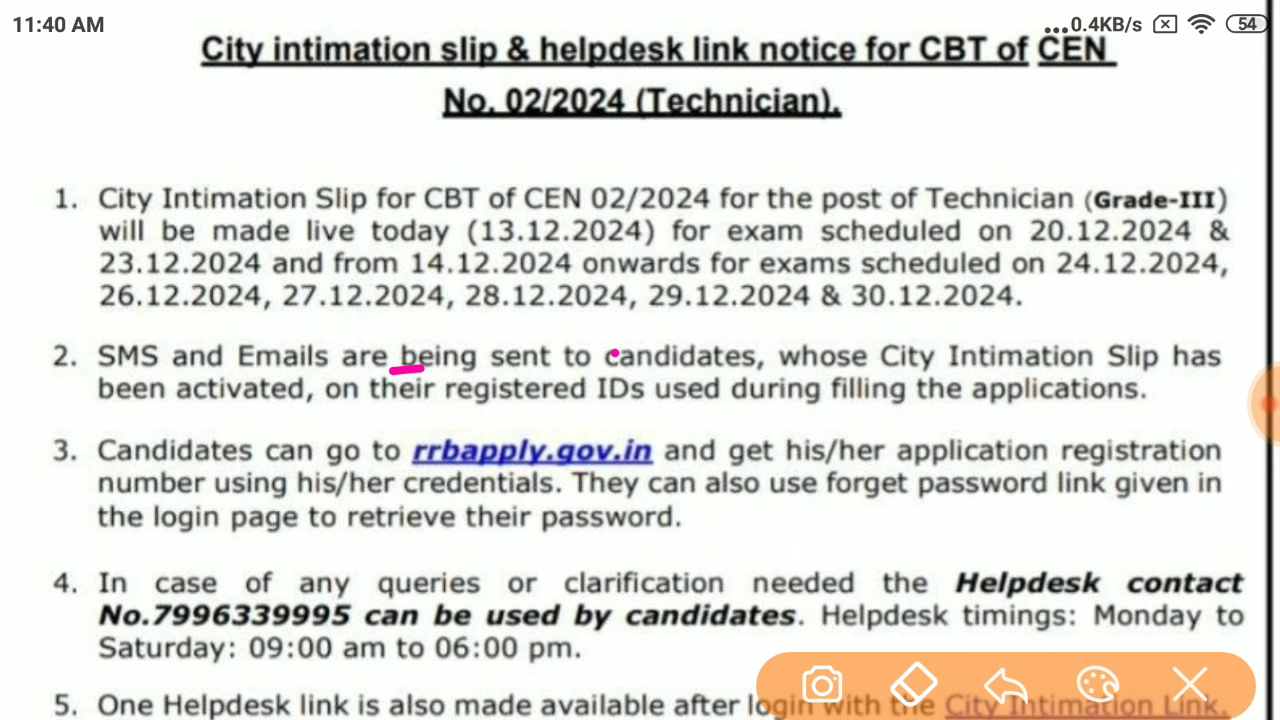 11:40 AM
...0.4KB/s
54
City intimation slip & helpdesk link notice for CBT of CEN
No. 02/2024 (Technician).
1. City Intimation Slip for CBT of CEN 02/2024 for the post of Technician (Grade-III)
will be made live today (13.12.2024) for exam scheduled on 20.12.2024 &
23.12.2024 and from 14.12.2024 onwards for exams scheduled on 24.12.2024,
26.12.2024, 27.12.2024, 28.12.2024, 29.12.2024 & 30.12.2024.
2. SMS and Emails are being sent to candidates, whose City Intimation Slip has
been activated, on their registered IDs used during filling the applications.
3. Candidates can go to rrbapply.gov.in and get his/her application registration
number using his/her credentials. They can also use forget password link given in
the login page to retrieve their password.
4. In case of any queries or clarification needed the Helpdesk contact
No.7996339995 can be used by candidates. Helpdesk timings: Monday to
Saturday: 09:00 am to 06:00 pm.
5. One Helpdesk link is also made available after login with the City Intimation Link.